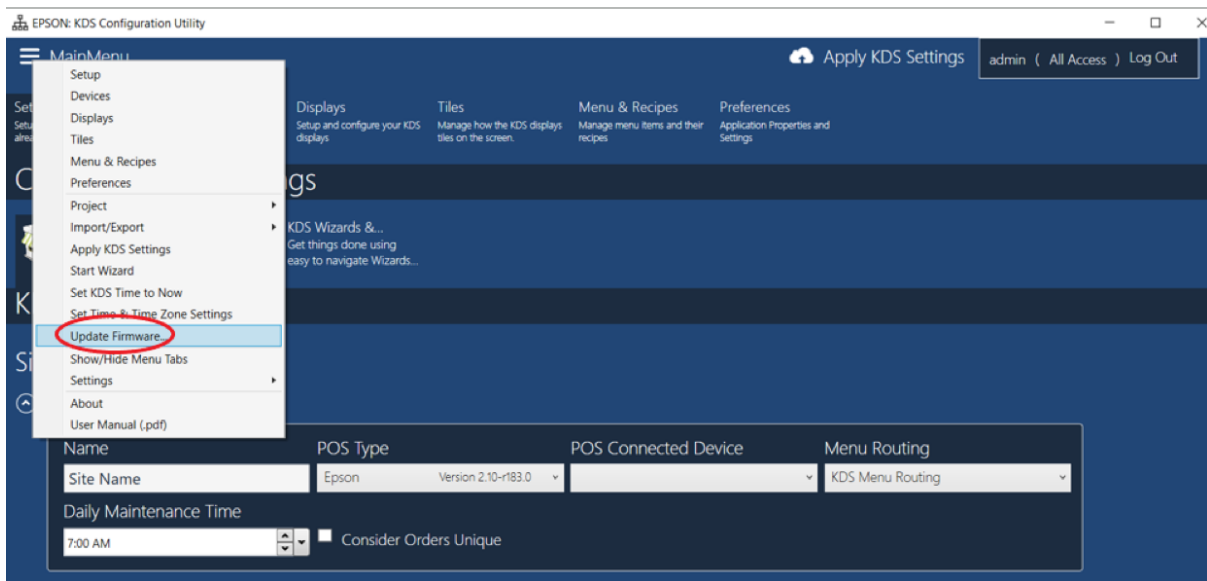 EPSON: KDS Configuration Utility
MainMenu
Apply KDS Settings
admin ( All Access ) Log Out
Setup
Devices
Displays
Tiles
Menu & Recipes
Preferences
Project
Import/Export
Apply KDS Settings
Start Wizard
Set KDS Time to Now
Set Time & Time Zone Settings
Update Firmware...
Show/Hide Menu Tabs
Settings
About
User Manual (.pdf)
Displays
Setup and configure your KDS
displays
Tiles
Manage how the KDS displays
tiles on the screen.
Menu & Recipes
Manage menu items and their
recipes
Preferences
Application Properties and
Settings
KDS Wizards &...
Get things done using
easy to navigate Wizards...
Name
POS Type
POS Connected Device
Menu Routing
Site Name
Epson Version 2.10-r183.0
KDS Menu Routing
Daily Maintenance Time
7:00 AM
Consider Orders Unique